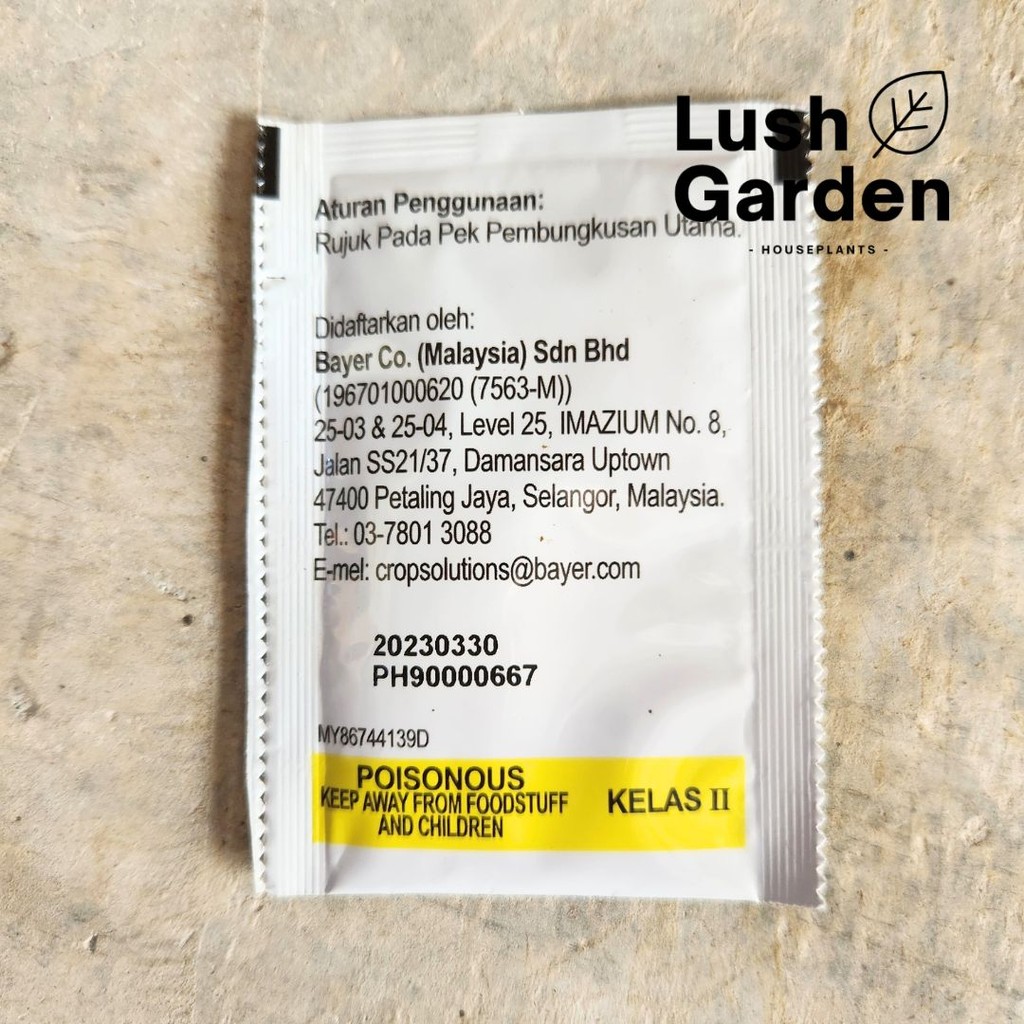 Lush
Garden
- HOUSEPLANTS -
Aturan Penggunaan:
Rujuk Pada Pek Pembungkusan Utama.
Didaftarkan oleh:
Bayer Co. (Malaysia) Sdn Bhd
(196701000620 (7563-M))
25-03 & 25-04, Level 25, IMAZIUM No. 8,
Jalan SS21/37, Damansara Uptown
47400 Petaling Jaya, Selangor, Malaysia.
Tel.: 03-7801 3088
E-mel: cropsolutions@bayer.com
20230330
PH90000667
MY86744139D
POISONOUS
KEEP AWAY FROM FOODSTUFF
AND CHILDREN
KELAS II